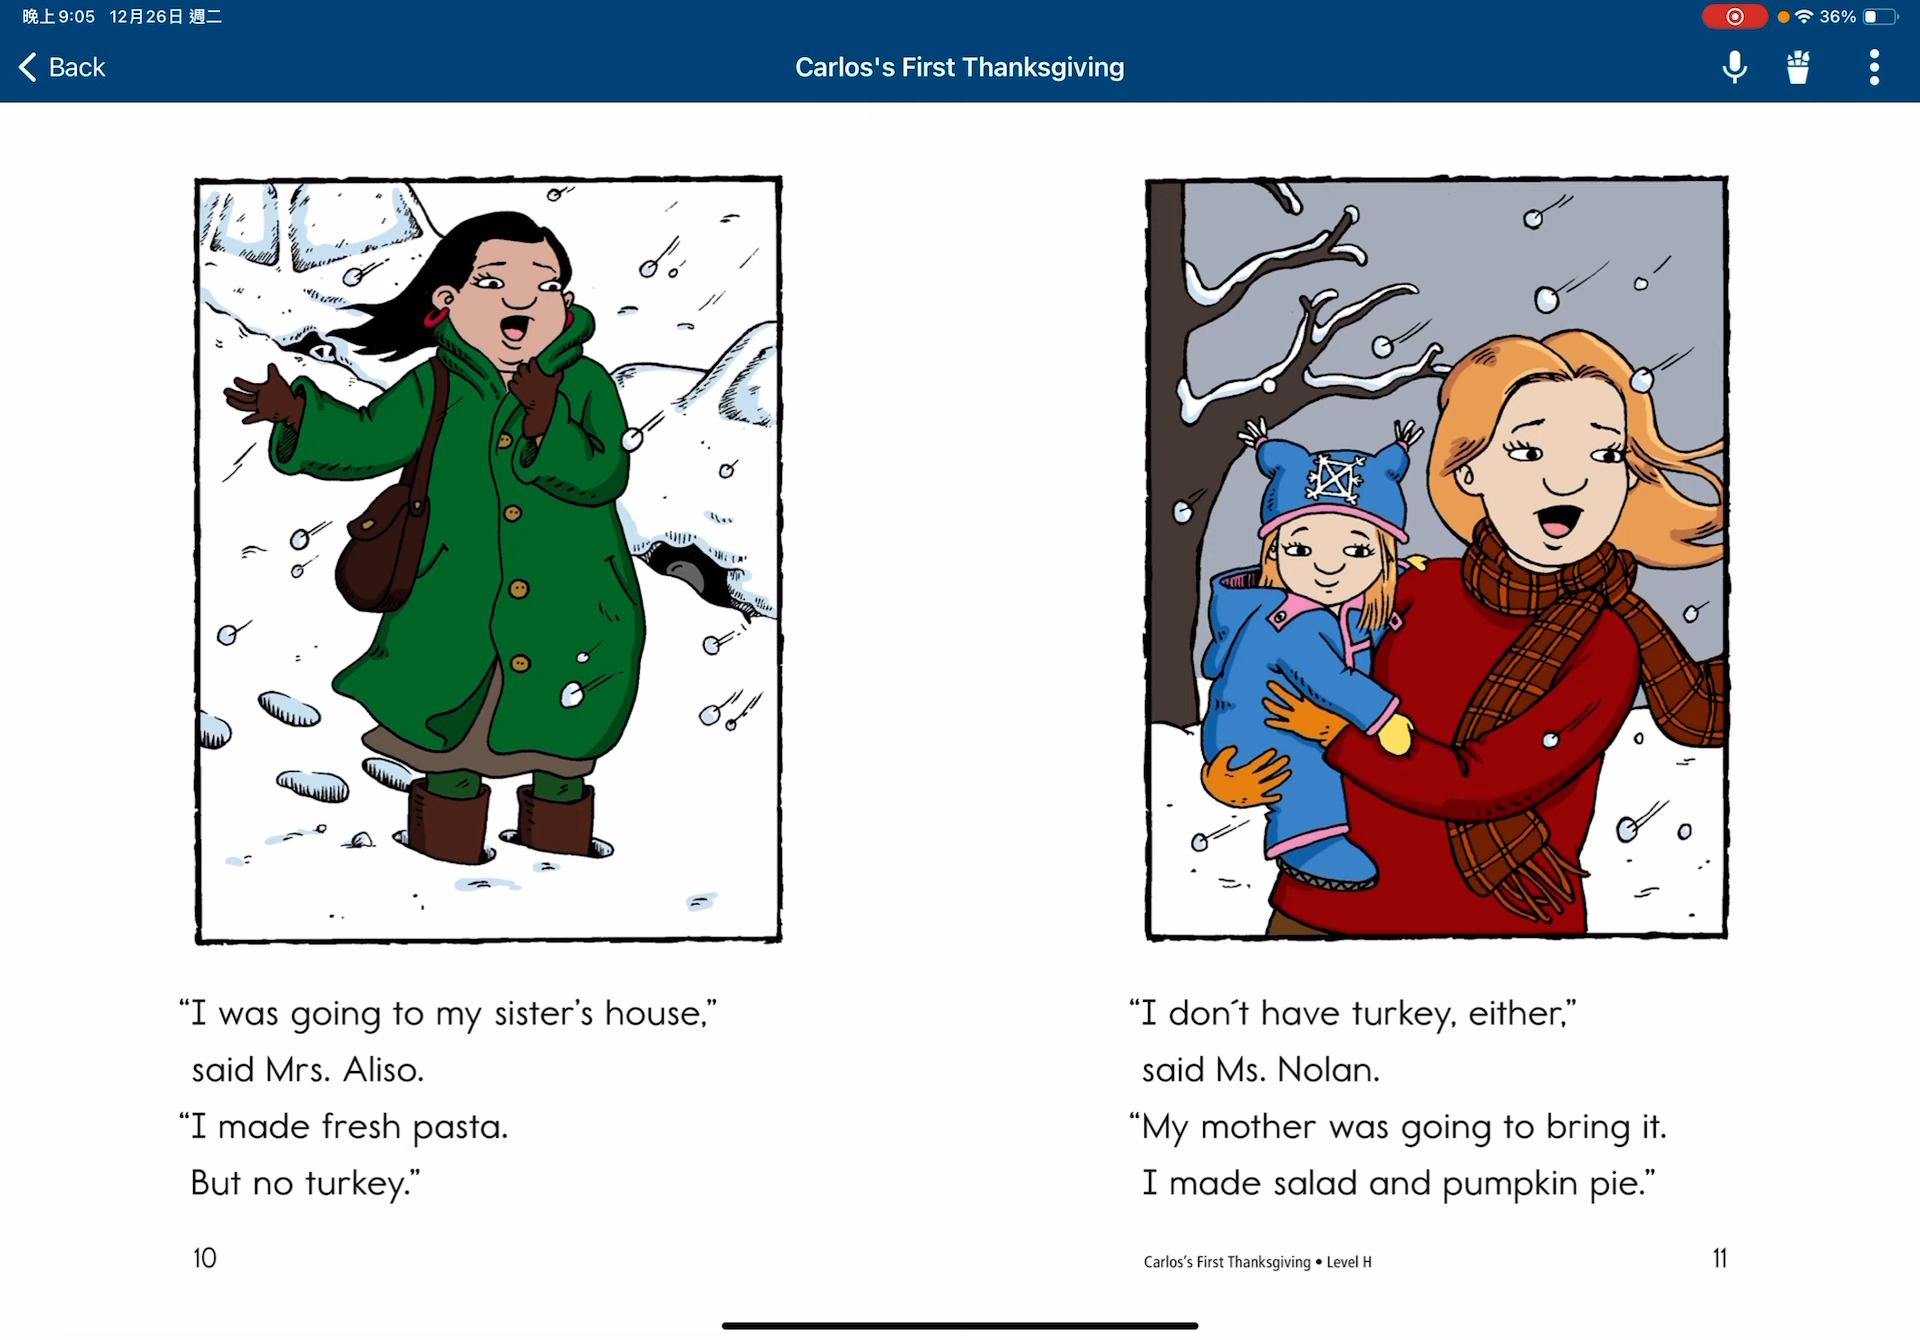 晚上9:05 12月26日 週二
36%
Back
Carlos's First Thanksgiving
“I was going to my sister’s house,”
said Mrs. Aliso.
“I made fresh pasta.
But no turkey.”
10
“I don´t have turkey, either,”
said Ms. Nolan.
“My mother was going to bring it.
I made salad and pumpkin pie.”
Carlos’s First Thanksgiving • Level H
11